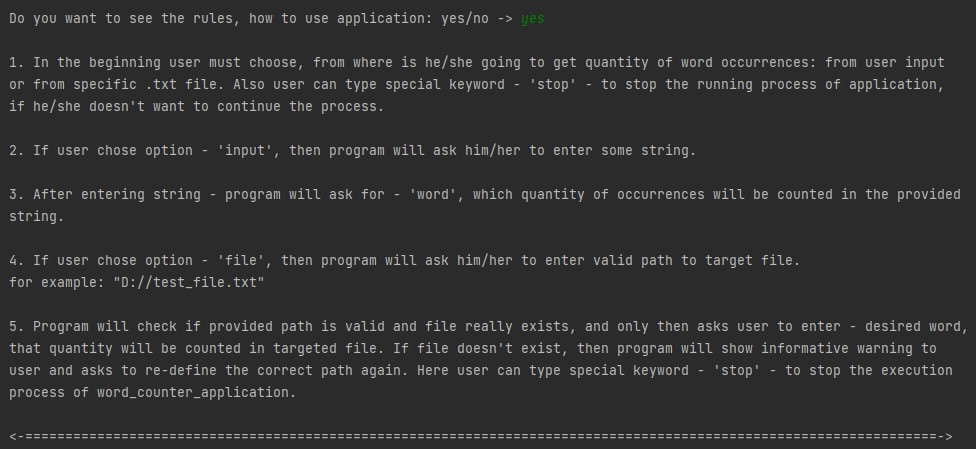 Do you want to see the rules, how to use application: yes/no -> yes
1. In the beginning user must choose, from where is he/she going to get quantity of word occurrences: from user input
or from specific .txt file. Also user can type special keyword - 'stop' - to stop the running process of application,
if he/she doesn't want to continue the process.
2. If user chose option - 'input', then program will ask him/her to enter some string.
3. After entering string - program will ask for - 'word', which quantity of occurrences will be counted in the provided
string.
4. If user chose option - 'file', then program will ask him/her to enter valid path to target file.
for example: "D://test_file.txt"
5. Program will check if provided path is valid and file really exists, and only then asks user to enter - desired word,
that quantity will be counted in targeted file. If file doesn't exist, then program will show informative warning to
user and asks to re-define the correct path again. Here user can type special keyword - 'stop' - to stop the execution
process of word_counter_application.
<-==================================================================================================================->